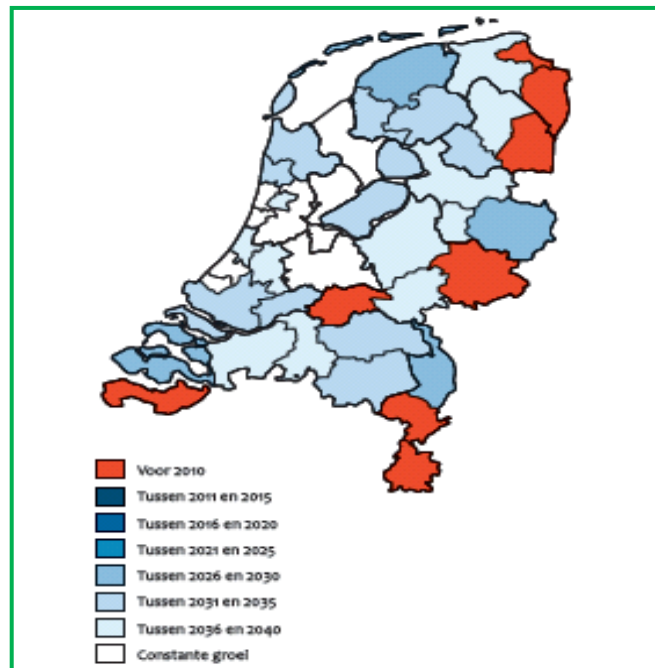 Voor 2010
Tussen 2011 en 2015
Tussen 2016 en 2020
Tussen 2021 en 2025
Tussen 2026 en 2030
Tussen 2031 en 2035
Tussen 2036 en 2040
Constante groei